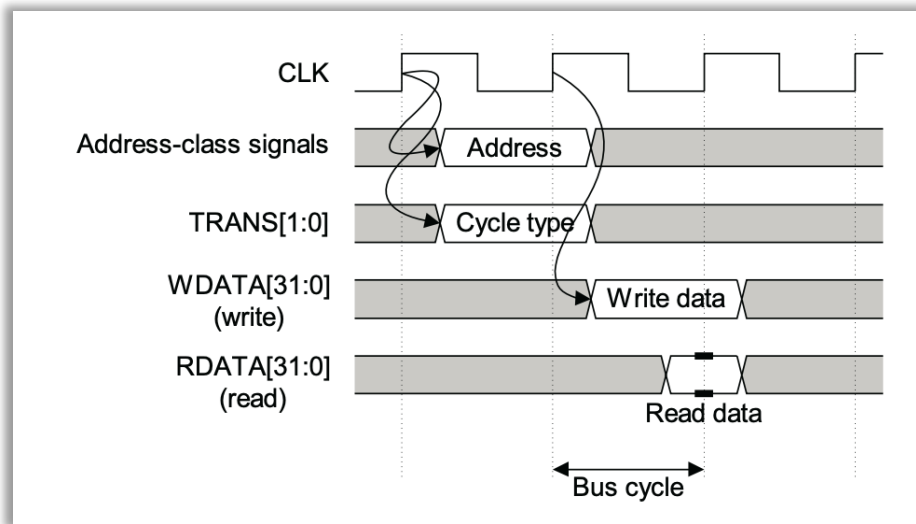 CLK
Address-class signals
Address
TRANS[1:0]
Cycle type
WDATA[31:0]
(write)
Write data
RDATA[31:0]
(read)
Read data
Bus cycle